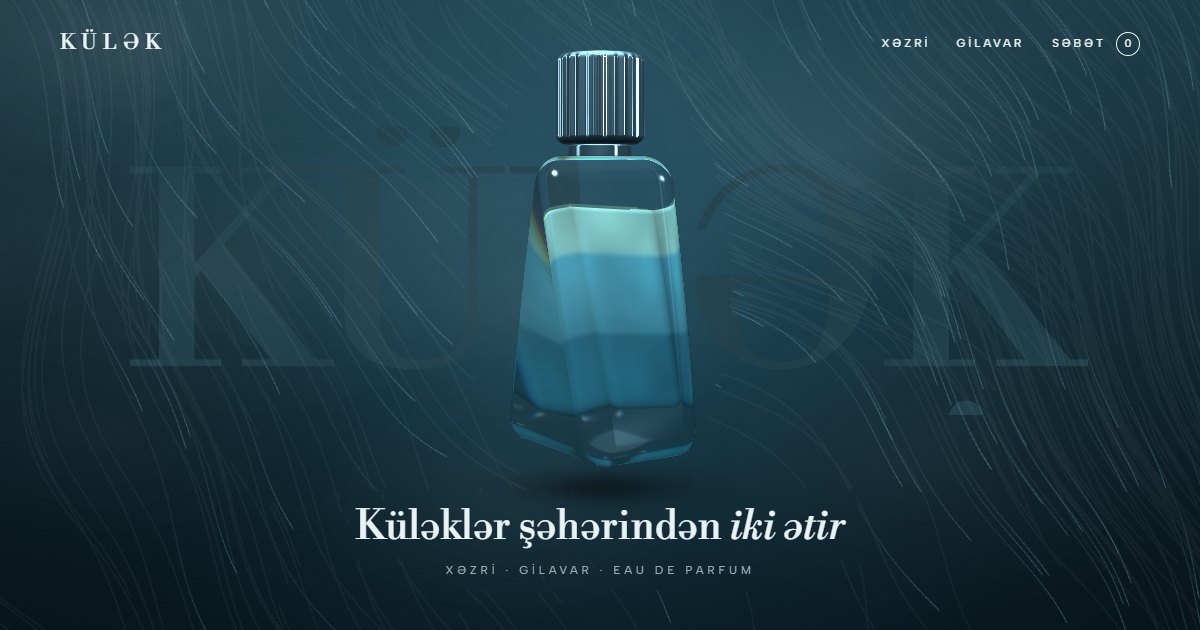 KÜLƏK
XƏZRİ GİLAVAR SƏBƏT 0
KÜLƏK
Küləklər şəhərindən iki ətir
XƏZRİ · GİLAVAR · EAU DE PARFUM